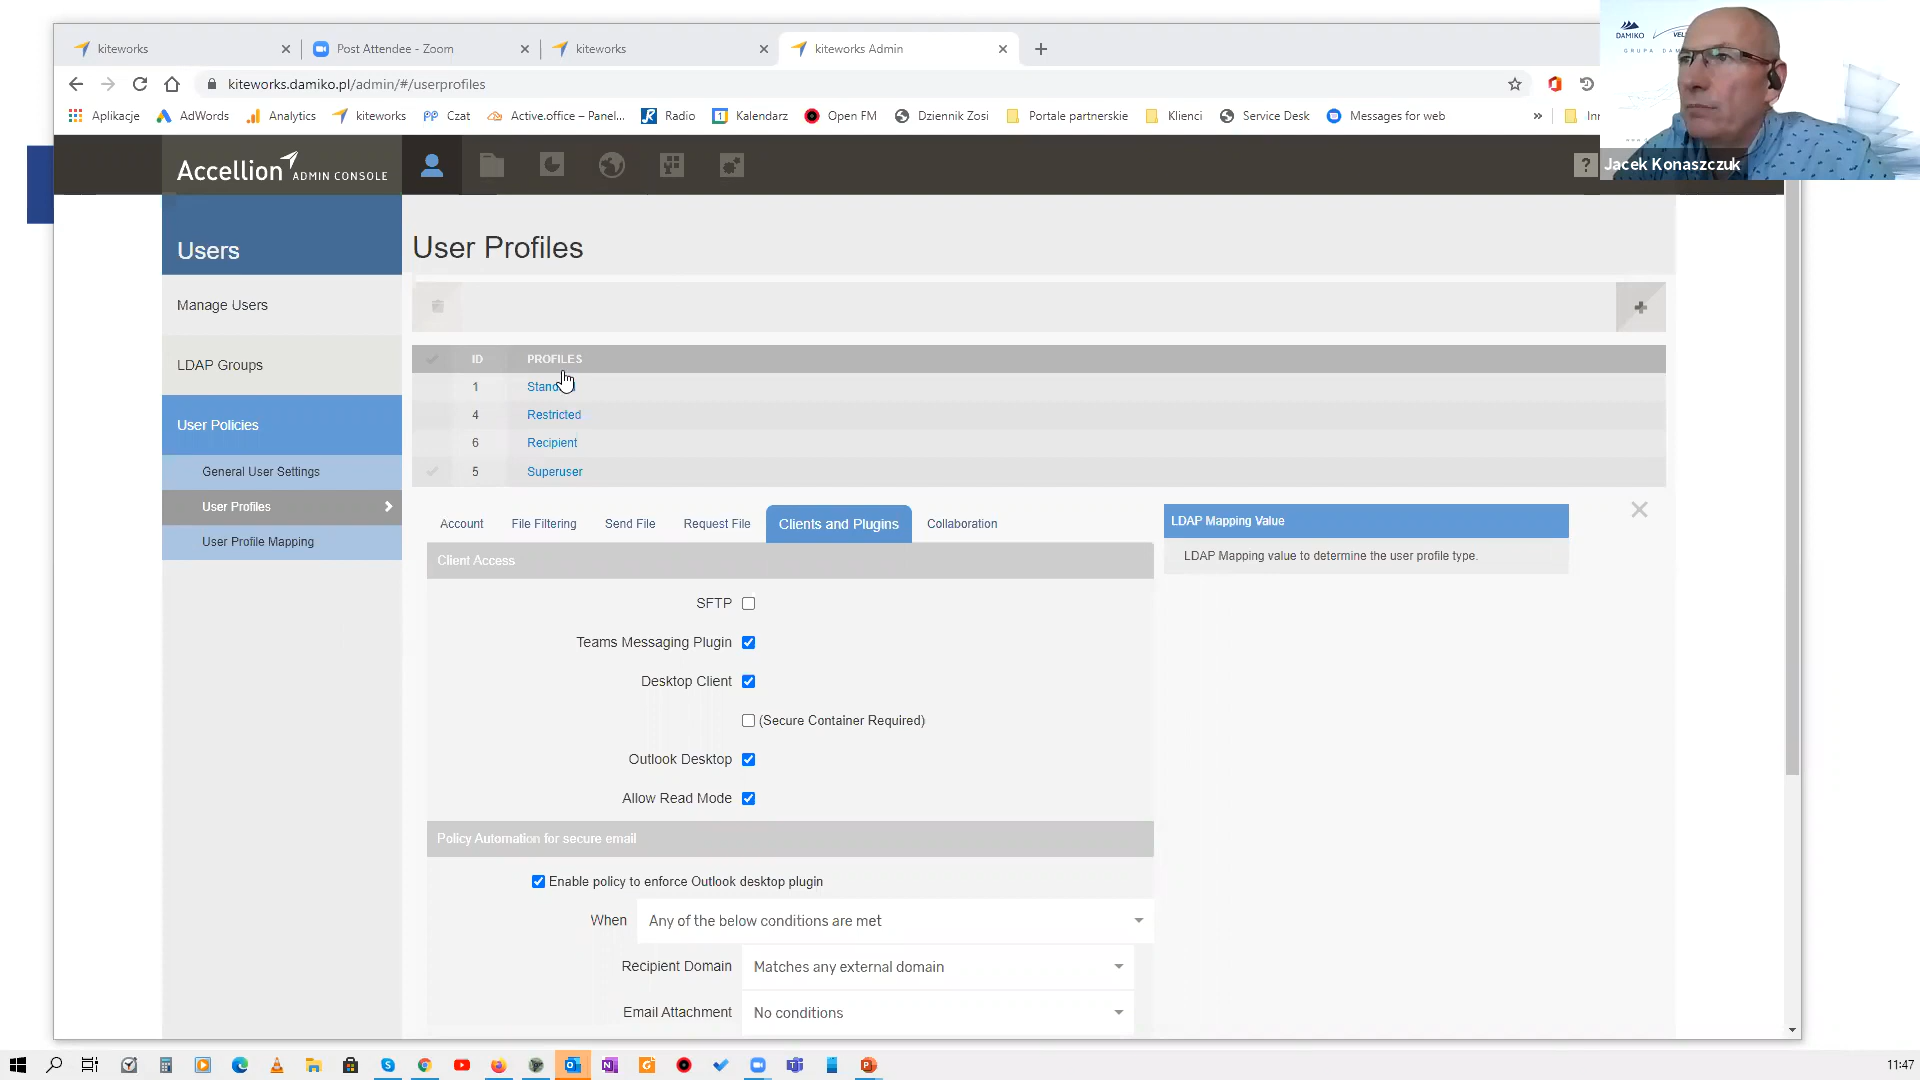 kiteworks
Post Attendee - Zoom
kiteworks
kiteworks Admin
kiteworks.damiko.pl/admin/#/userprofiles
Aplikacje
AdWords
Analytics
kiteworks
Czat
Active.office – Panel...
Radio
Kalendarz
Open FM
Dziennik Zosi
Portale partnerskie
Klienci
Service Desk
Messages for web
»
DAMIKO
Jacek Konaszczuk
Accellion ADMIN CONSOLE
?
Users
Manage Users
LDAP Groups
User Policies
General User Settings
User Profiles
User Profile Mapping
User Profiles
ID PROFILES
1
4 Restricted
6 Recipient
5 Superuser
Account File Filtering Send File Request File Clients and Plugins Collaboration
LDAP Mapping Value
LDAP Mapping value to determine the user profile type.
Client Access
SFTP
Teams Messaging Plugin
Desktop Client
(Secure Container Required)
Outlook Desktop
Allow Read Mode
Policy Automation for secure email
Enable policy to enforce Outlook desktop plugin
When Any of the below conditions are met
Recipient Domain Matches any external domain
Email Attachment No conditions
11:47